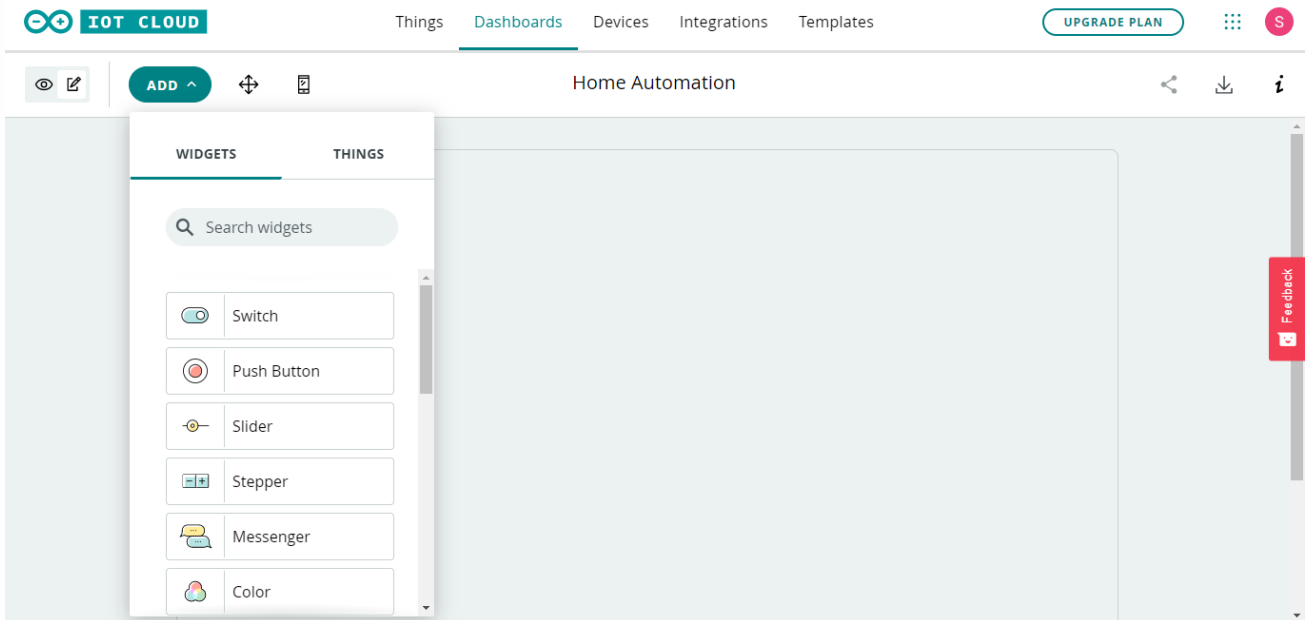 IOT CLOUD
Things Dashboards Devices Integrations Templates UPGRADE PLAN S
ADD Home Automation i
WIDGETS THINGS
Search widgets
Switch
Push Button
Slider
Stepper
Messenger
Color
Feedback